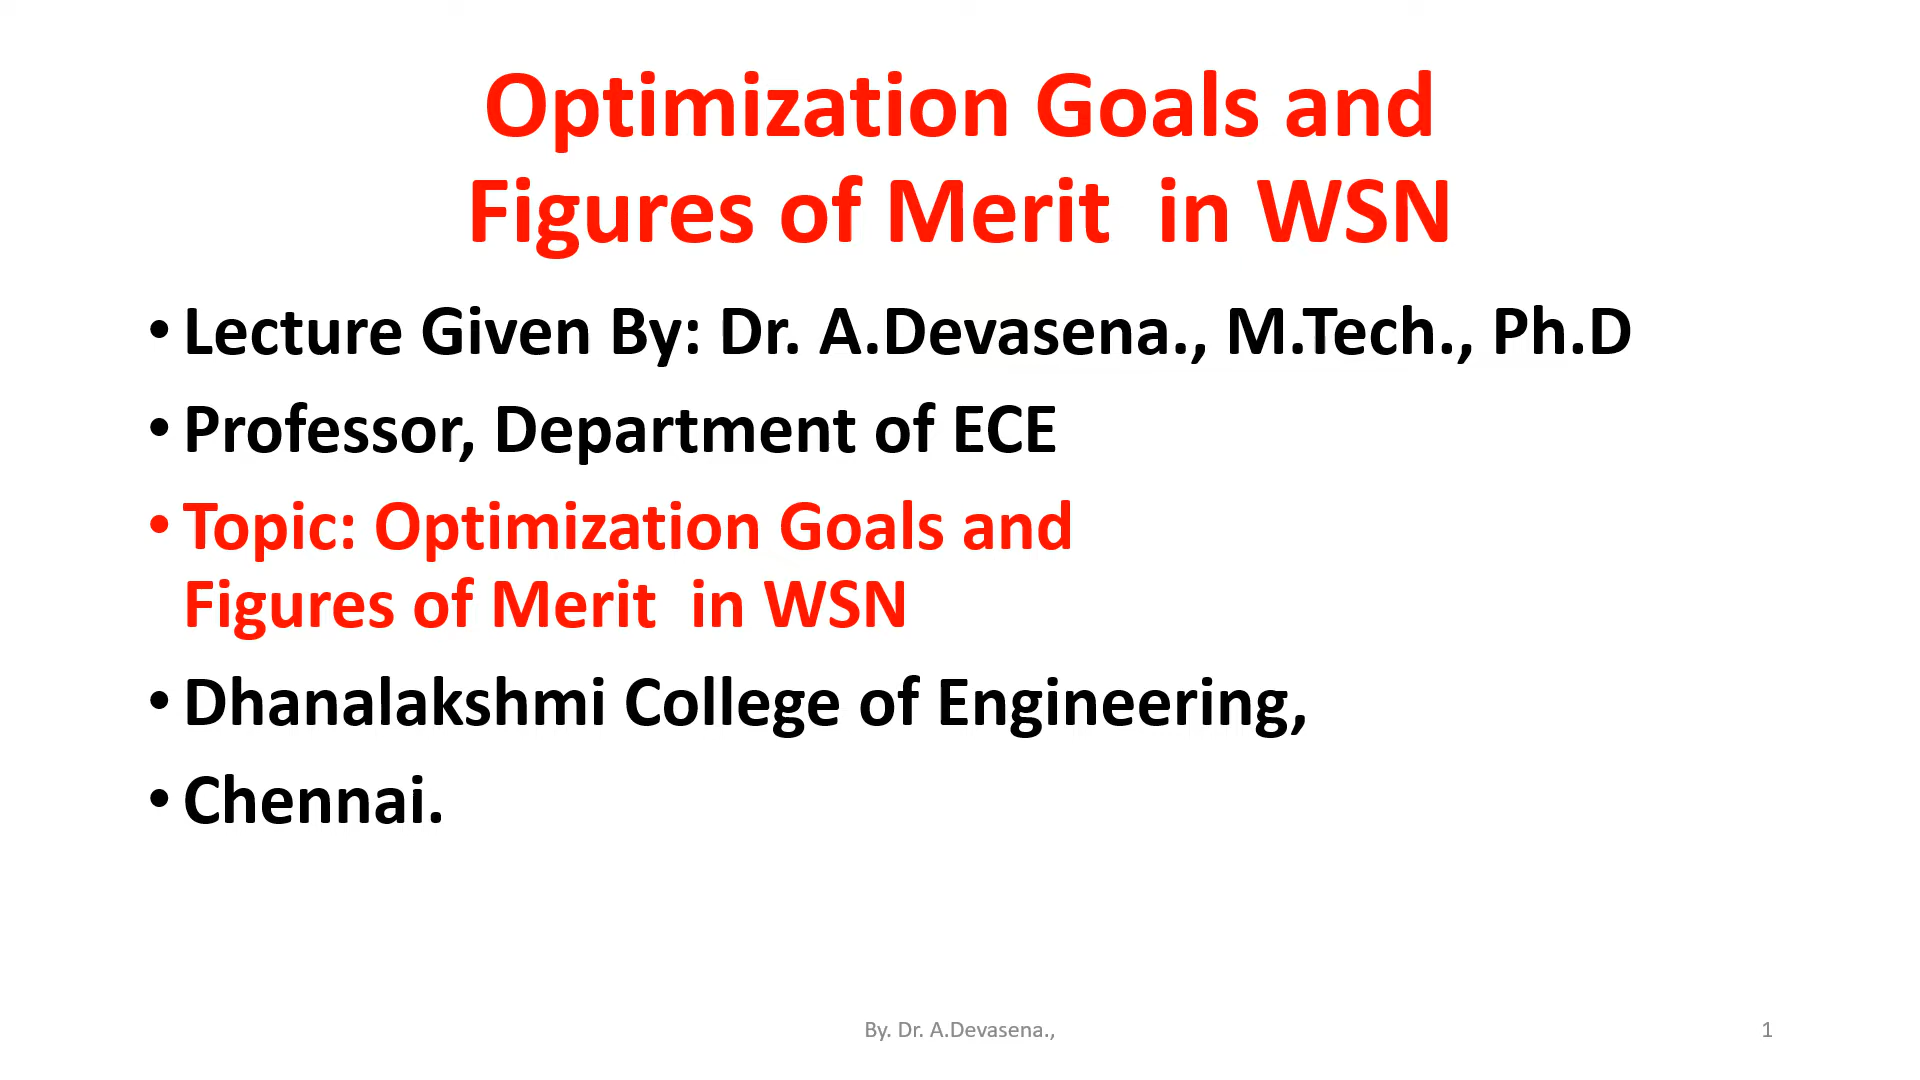 Optimization Goals and
Figures of Merit  in WSN
• Lecture Given By: Dr. A.Devasena., M.Tech., Ph.D
• Professor, Department of ECE
• Topic: Optimization Goals and
Figures of Merit  in WSN
• Dhanalakshmi College of Engineering,
• Chennai.
By. Dr. A.Devasena.,
1